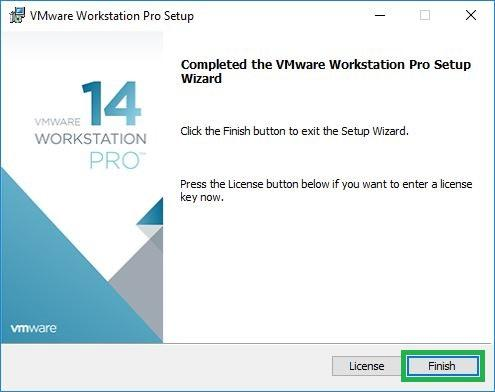 VMware Workstation Pro Setup
Completed the VMware Workstation Pro Setup
Wizard
VMWARE 14
WORKSTATION
PRO™
Click the Finish button to exit the Setup Wizard.
Press the License button below if you want to enter a license
key now.
vmware
License
Finish